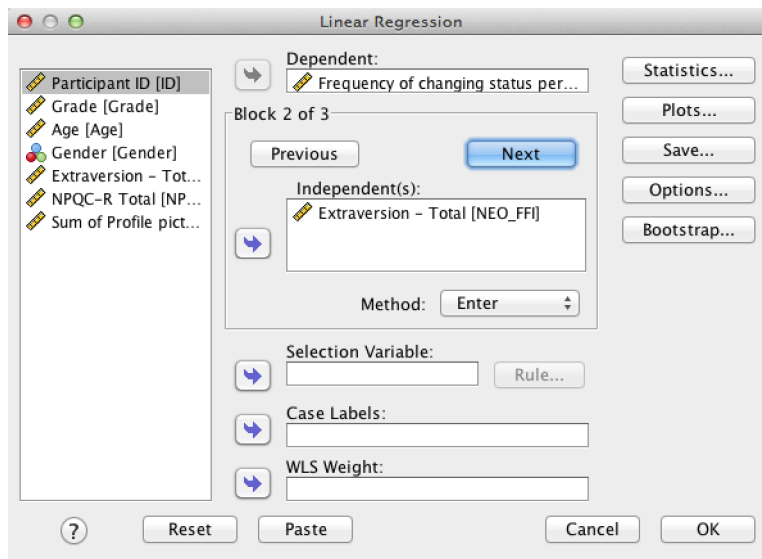 Linear Regression
Participant ID [ID]
Grade [Grade]
Age [Age]
Gender [Gender]
Extraversion – Tot...
NPQC–R Total [NP...
Sum of Profile pict...
Dependent:
Frequency of changing status per...
Block 2 of 3
Previous
Next
Independent(s):
Extraversion – Total [NEO_FFI]
Method:
Enter
Selection Variable:
Rule...
Case Labels:
WLS Weight:
Statistics...
Plots...
Save...
Options...
Bootstrap...
?
Reset
Paste
Cancel
OK